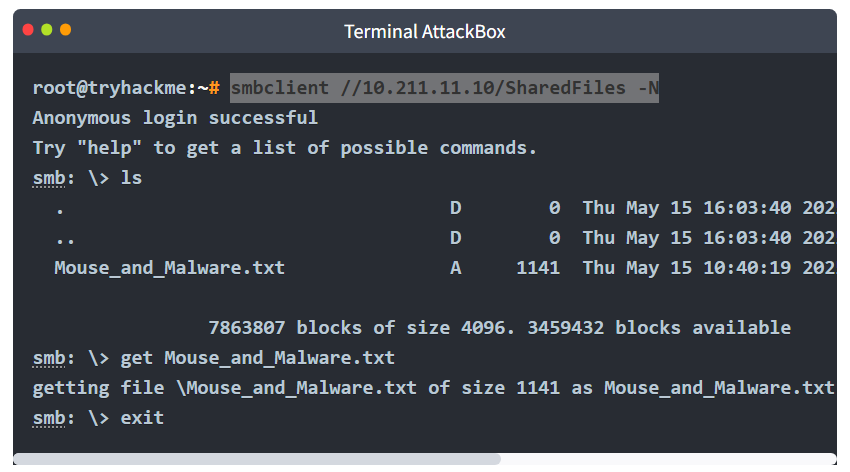 Terminal AttackBox
root@tryhackme:~# smbclient //10.211.11.10/SharedFiles -N
Anonymous login successful
Try "help" to get a list of possible commands.
smb: \> ls
  .                                   D        0  Thu May 15 16:03:40 202
  ..                                  D        0  Thu May 15 16:03:40 202
  Mouse_and_Malware.txt               A     1141  Thu May 15 10:40:19 202
                7863807 blocks of size 4096. 3459432 blocks available
smb: \> get Mouse_and_Malware.txt
getting file \Mouse_and_Malware.txt of size 1141 as Mouse_and_Malware.txt
smb: \> exit